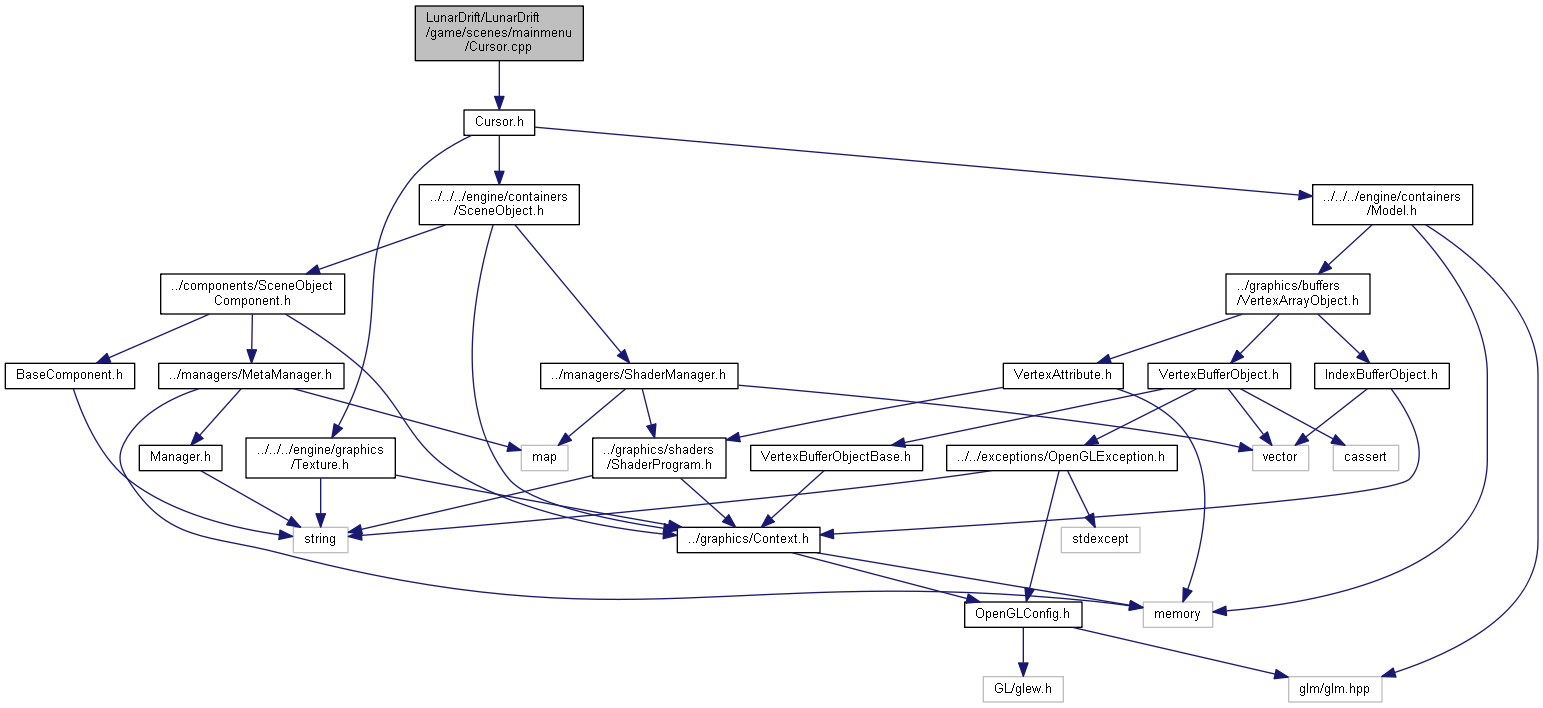 LunarDrift/LunarDrift
/game/scenes/mainmenu
/Cursor.cpp
Cursor.h
../../../engine/containers
/SceneObject.h
../../../engine/containers
/Model.h
../components/SceneObject
Component.h
../graphics/buffers
/VertexArrayObject.h
BaseComponent.h
../managers/MetaManager.h
../managers/ShaderManager.h
VertexAttribute.h
VertexBufferObject.h
IndexBufferObject.h
Manager.h
../../../engine/graphics
/Texture.h
map
../graphics/shaders
/ShaderProgram.h
VertexBufferObjectBase.h
../../exceptions/OpenGLException.h
vector
cassert
string
../graphics/Context.h
stdexcept
OpenGLConfig.h
memory
GL/glew.h
glm/glm.hpp